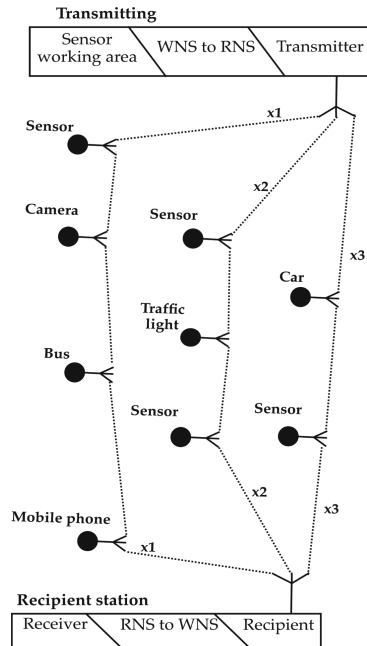 Transmitting
Sensor working area
WNS to RNS
Transmitter
x1
Sensor
x2
Camera
Sensor
x3
Car
Traffic light
Bus
Sensor
Sensor
x2
x3
Mobile phone
x1
Recipient station
Receiver
RNS to WNS
Recipient